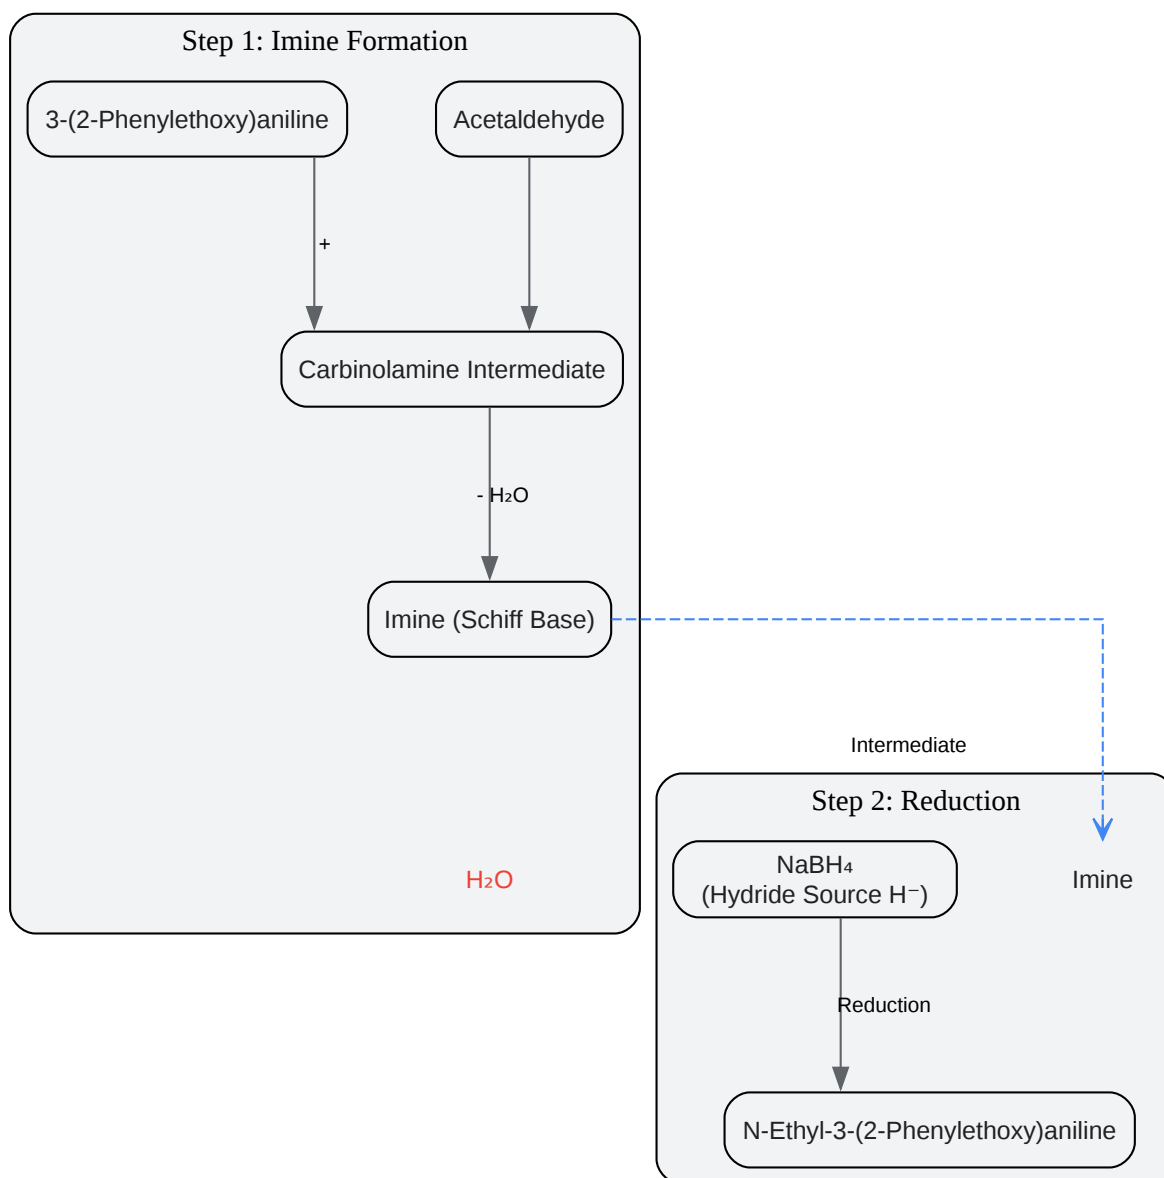 Step 1: Imine Formation
3-(2-Phenylethoxy)aniline
Acetaldehyde
+
Carbinolamine Intermediate
- H₂O
Imine (Schiff Base)
Intermediate
Step 2: Reduction
NaBH₄
(Hydride Source H⁻)
Imine
H₂O
Reduction
N-Ethyl-3-(2-Phenylethoxy)aniline